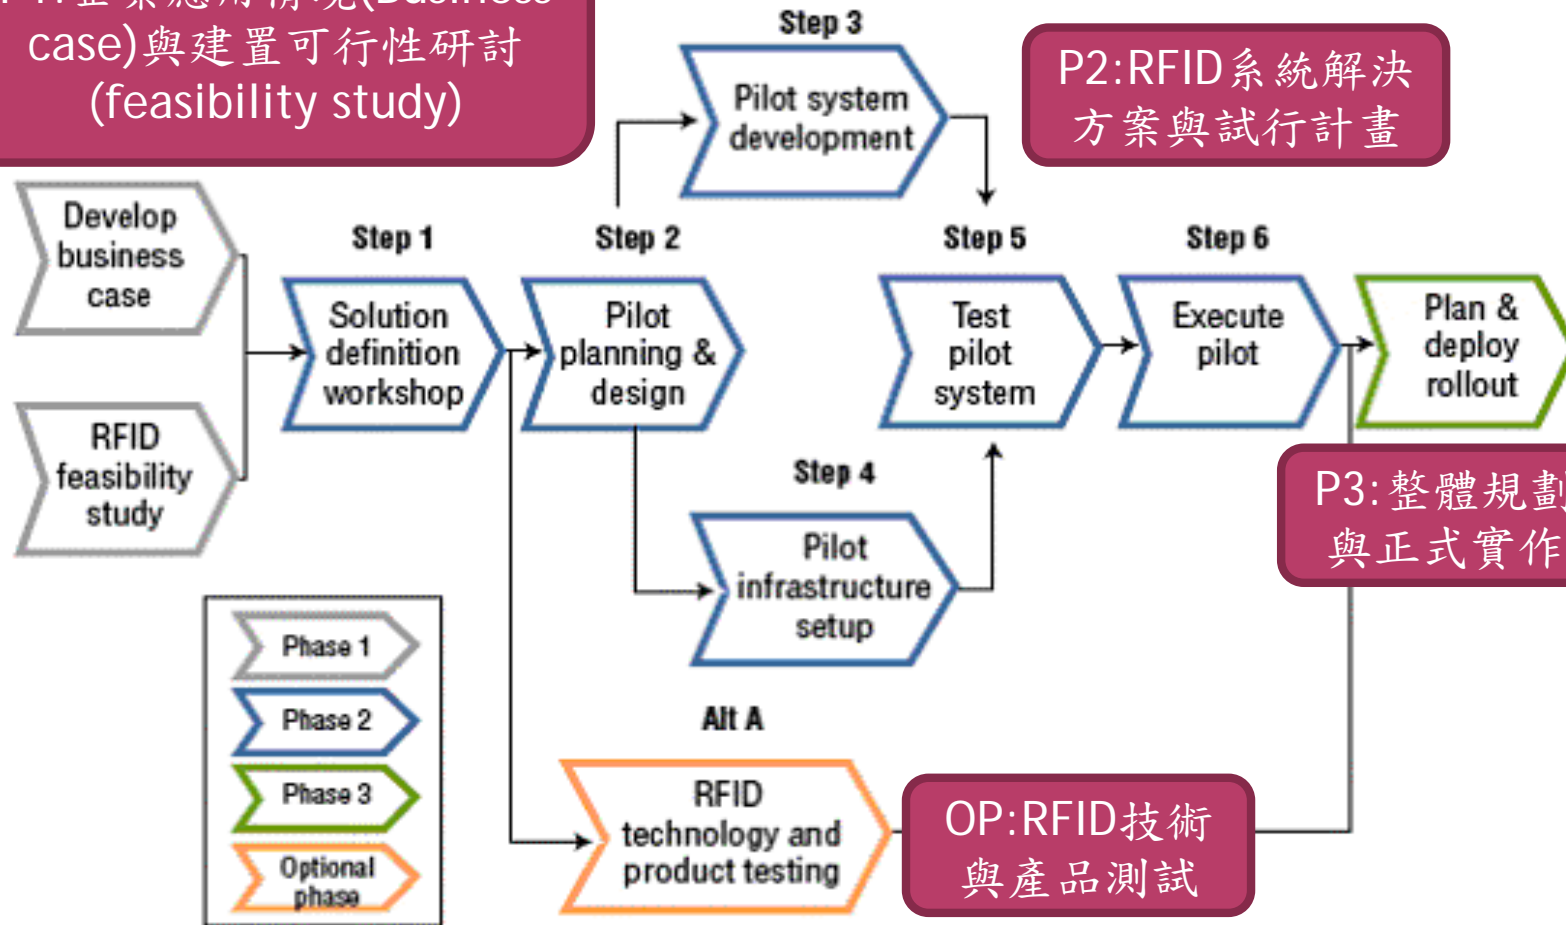 case)與建置可行性研討
(feasibility study)
Step 3
Pilot system
development
P2:RFID系統解決
方案與試行計畫
Develop
business
case
RFID
feasibility
study
Step 1
Solution
definition
workshop
Step 2
Pilot
planning &
design
Step 4
Pilot
infrastructure
setup
Step 5
Test
pilot
system
Step 6
Execute
pilot
Plan &
deploy
rollout
P3:整體規劃
與正式實作
Phase 1
Phase 2
Phase 3
Optional
phase
Alt A
RFID
technology and
product testing
OP:RFID技術
與產品測試